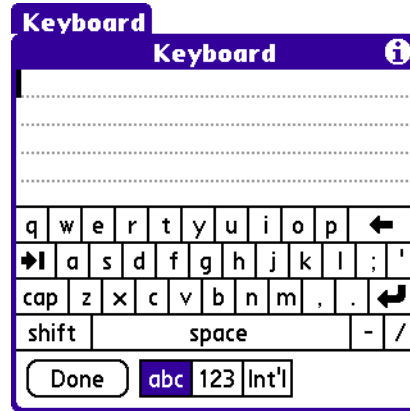 Keyboard
Keyboard i
q w e r t y u i o p ←
→I a s d f g h j k l ; '
cap z x c v b n m , . ↵
shift space - /
Done abc 123 Int'l